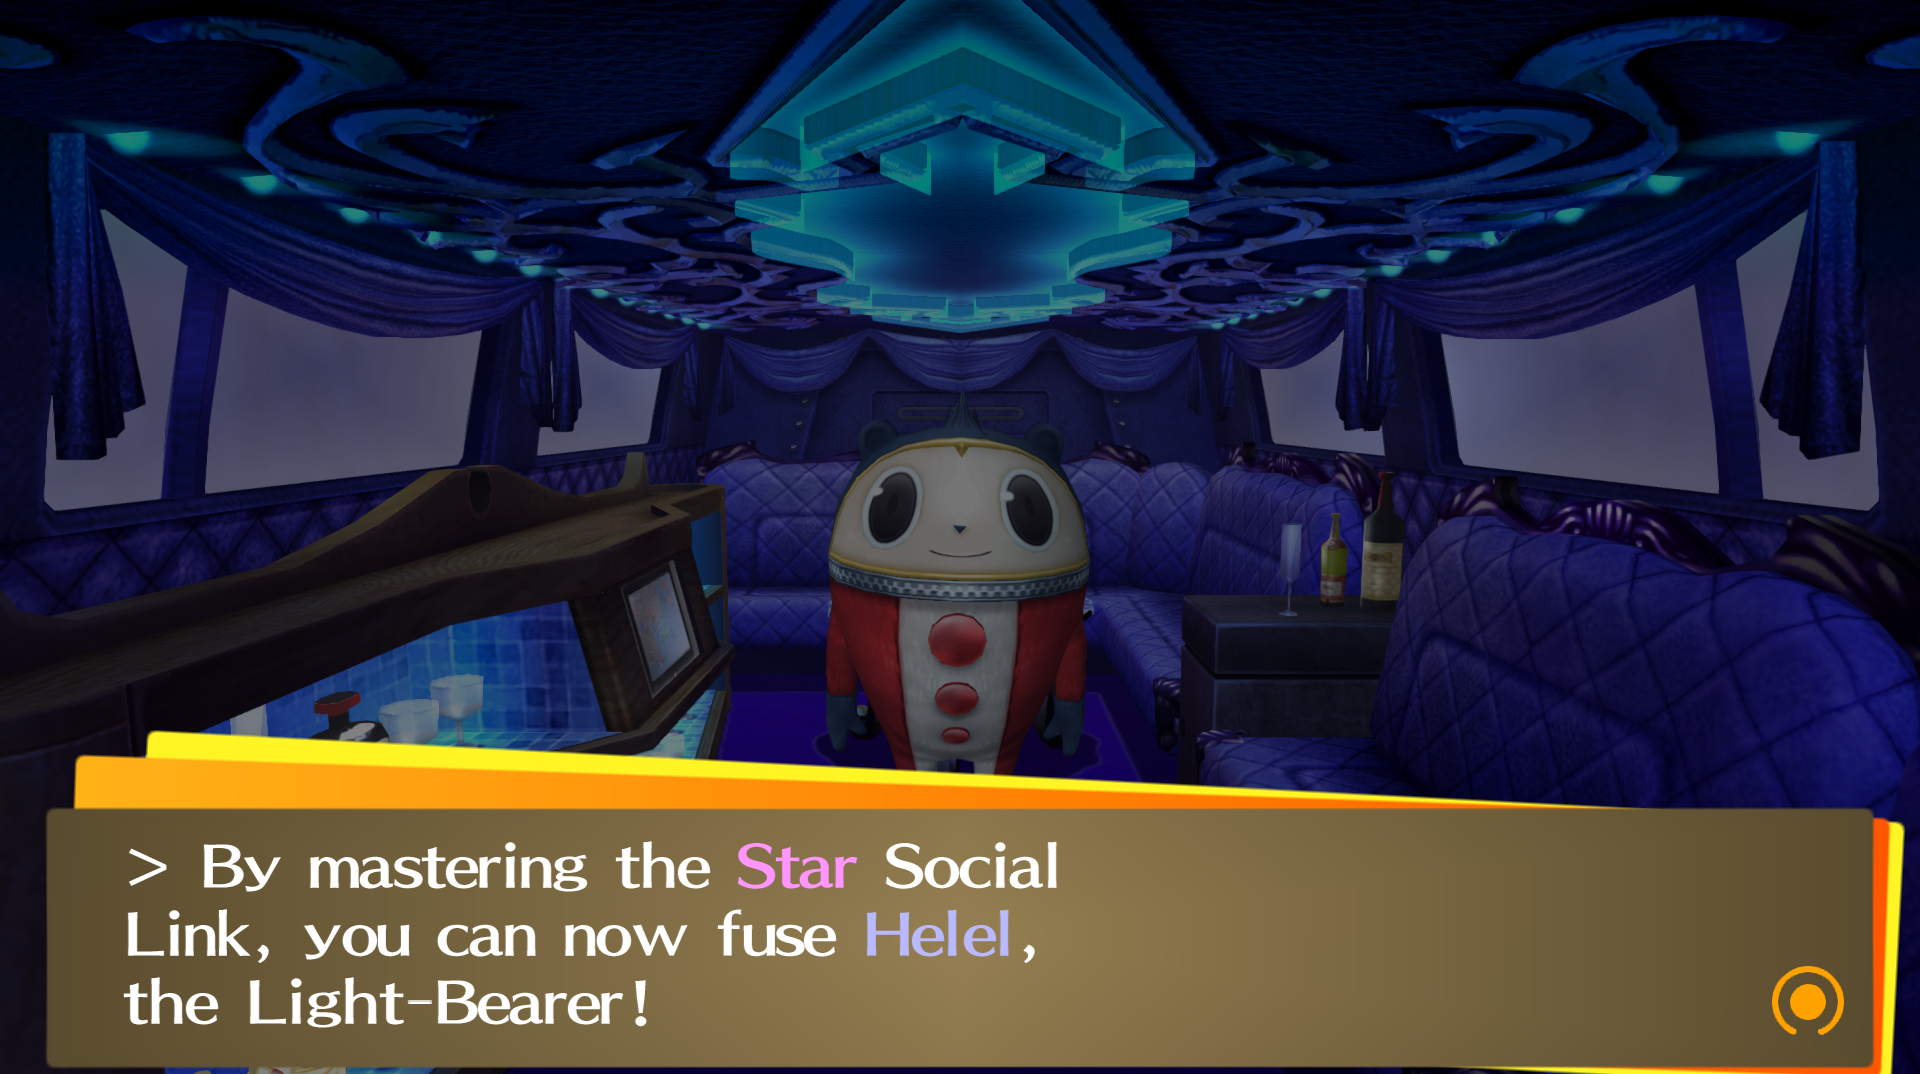 > By mastering the Star Social
Link, you can now fuse Helel,
the Light-Bearer!